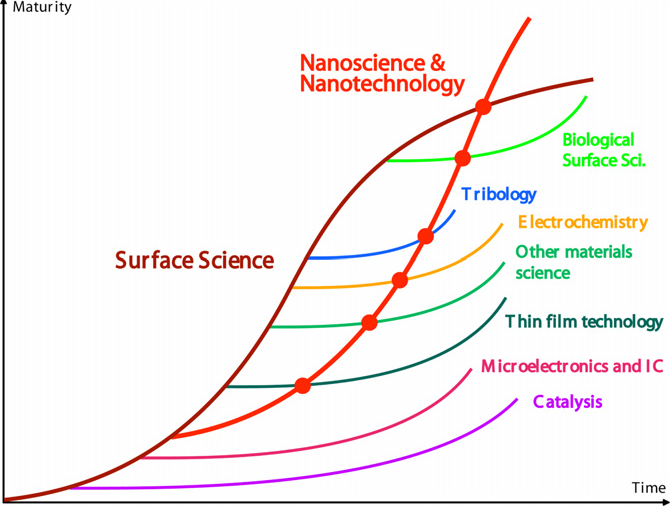 Maturity
Nanoscience &
Nanotechnology
Biological
Surface Sci.
Tribology
Electrochemistry
Surface Science
Other materials
science
Thin film technology
Microelectronics and IC
Catalysis
Time